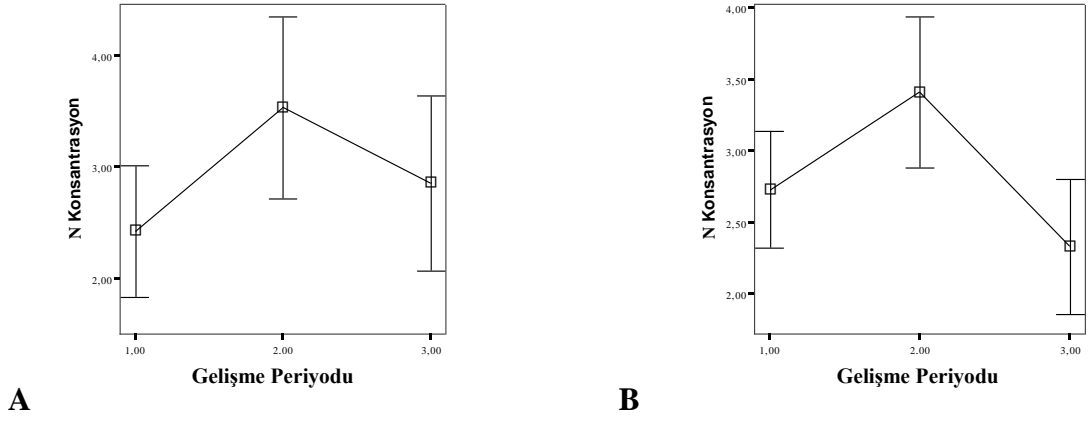 N Konsantrasyon
4,00
3,00
2,00
1,00 2.00 3,00
Gelişme Periyodu
A
N Konsantrasyon
4,00
3,50
3,00
2,50
2,00
1,00 2.00 3,00
Gelişme Periyodu
B